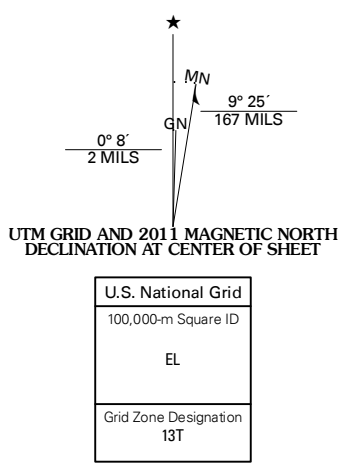 ★
MN
9° 25´
167 MILS
GN
0° 8´
2 MILS
UTM GRID AND 2011 MAGNETIC NORTH
DECLINATION AT CENTER OF SHEET
U.S. National Grid
100,000-m Square ID
EL
Grid Zone Designation
13T